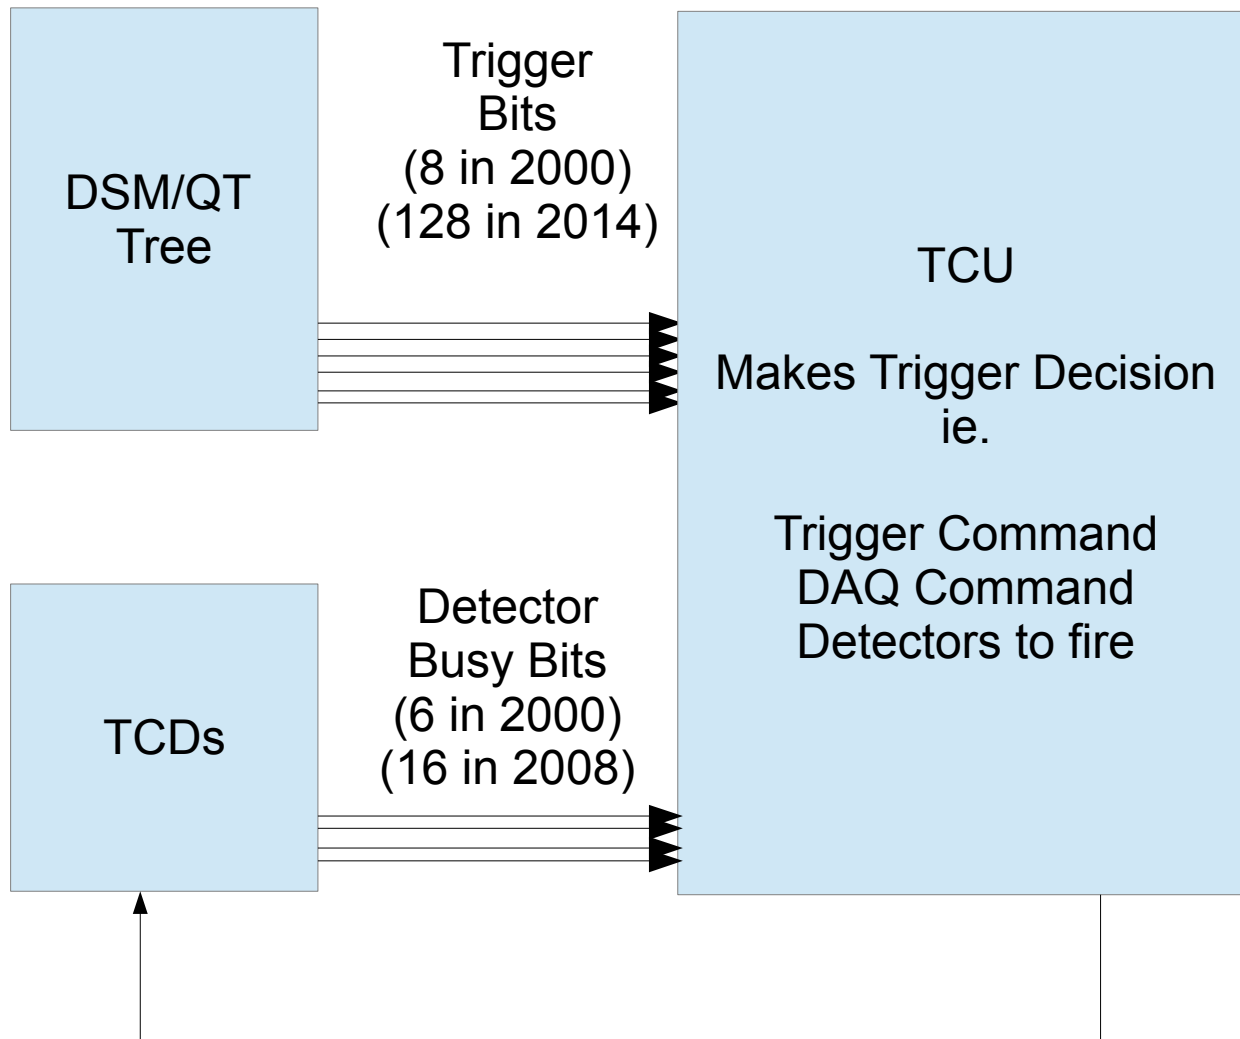 DSM/QT
Tree
Trigger
Bits
(8 in 2000)
(128 in 2014)
TCU
Makes Trigger Decision
ie.
Trigger Command
DAQ Command
Detectors to fire
TCDs
Detector
Busy Bits
(6 in 2000)
(16 in 2008)